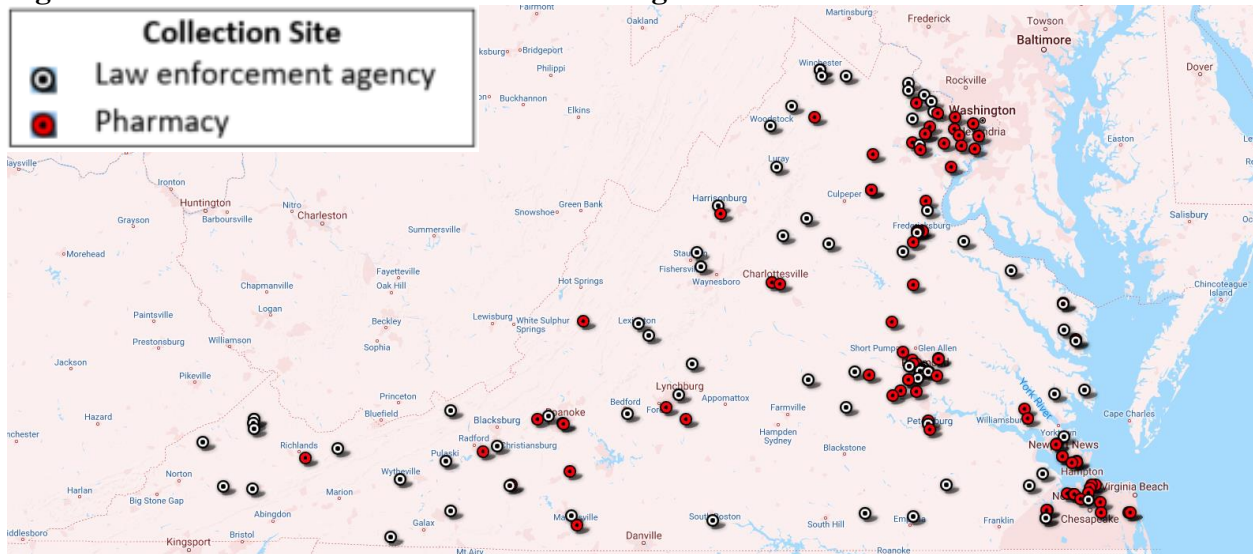 Collection Site
Law enforcement agency
Pharmacy
Fairmont
Oakland
Martinsburg
Frederick
Towson
Baltimore
Bridgeport
Philippi
Winchester
Rockville
Dover
Buckhannon
Elkins
Woodstock
Washington
Easton
Luray
Ironton
Huntington
Barboursville
Nitro
Charleston
Snowshoe
Green Bank
Harrisonburg
Culpeper
Grayson
Summersville
Salisbury
Morehead
Fishersville
Waynesboro
Charlottesville
Fayetteville
Oak Hill
Hot Springs
Chapmanville
Logan
Chincoteague
Island
Paintsville
Prestonsburg
Williamson
Beckley
Sophia
Lewisburg
White Sulphur
Springs
Lexington
Short Pump
Glen Allen
Jackson
Pikeville
Lynchburg
Princeton
Bluefield
Bedford
Appomattox
York River
Hazard
Blacksburg
Roanoke
Farmville
Hampden
Sydney
Williamsburg
Cape Charles
Richlands
Radford
Christiansburg
Pulaski
Petersburg
Blackstone
Newport News
Hampton
Norton
Wytheville
Harlan
Big Stone Gap
Marion
Virginia Beach
Abingdon
Galax
Martinsville
South Boston
South Hill
Emporia
Franklin
Chesapeake
Kingsport
Bristol
Mt Airy
Danville
Roanoke